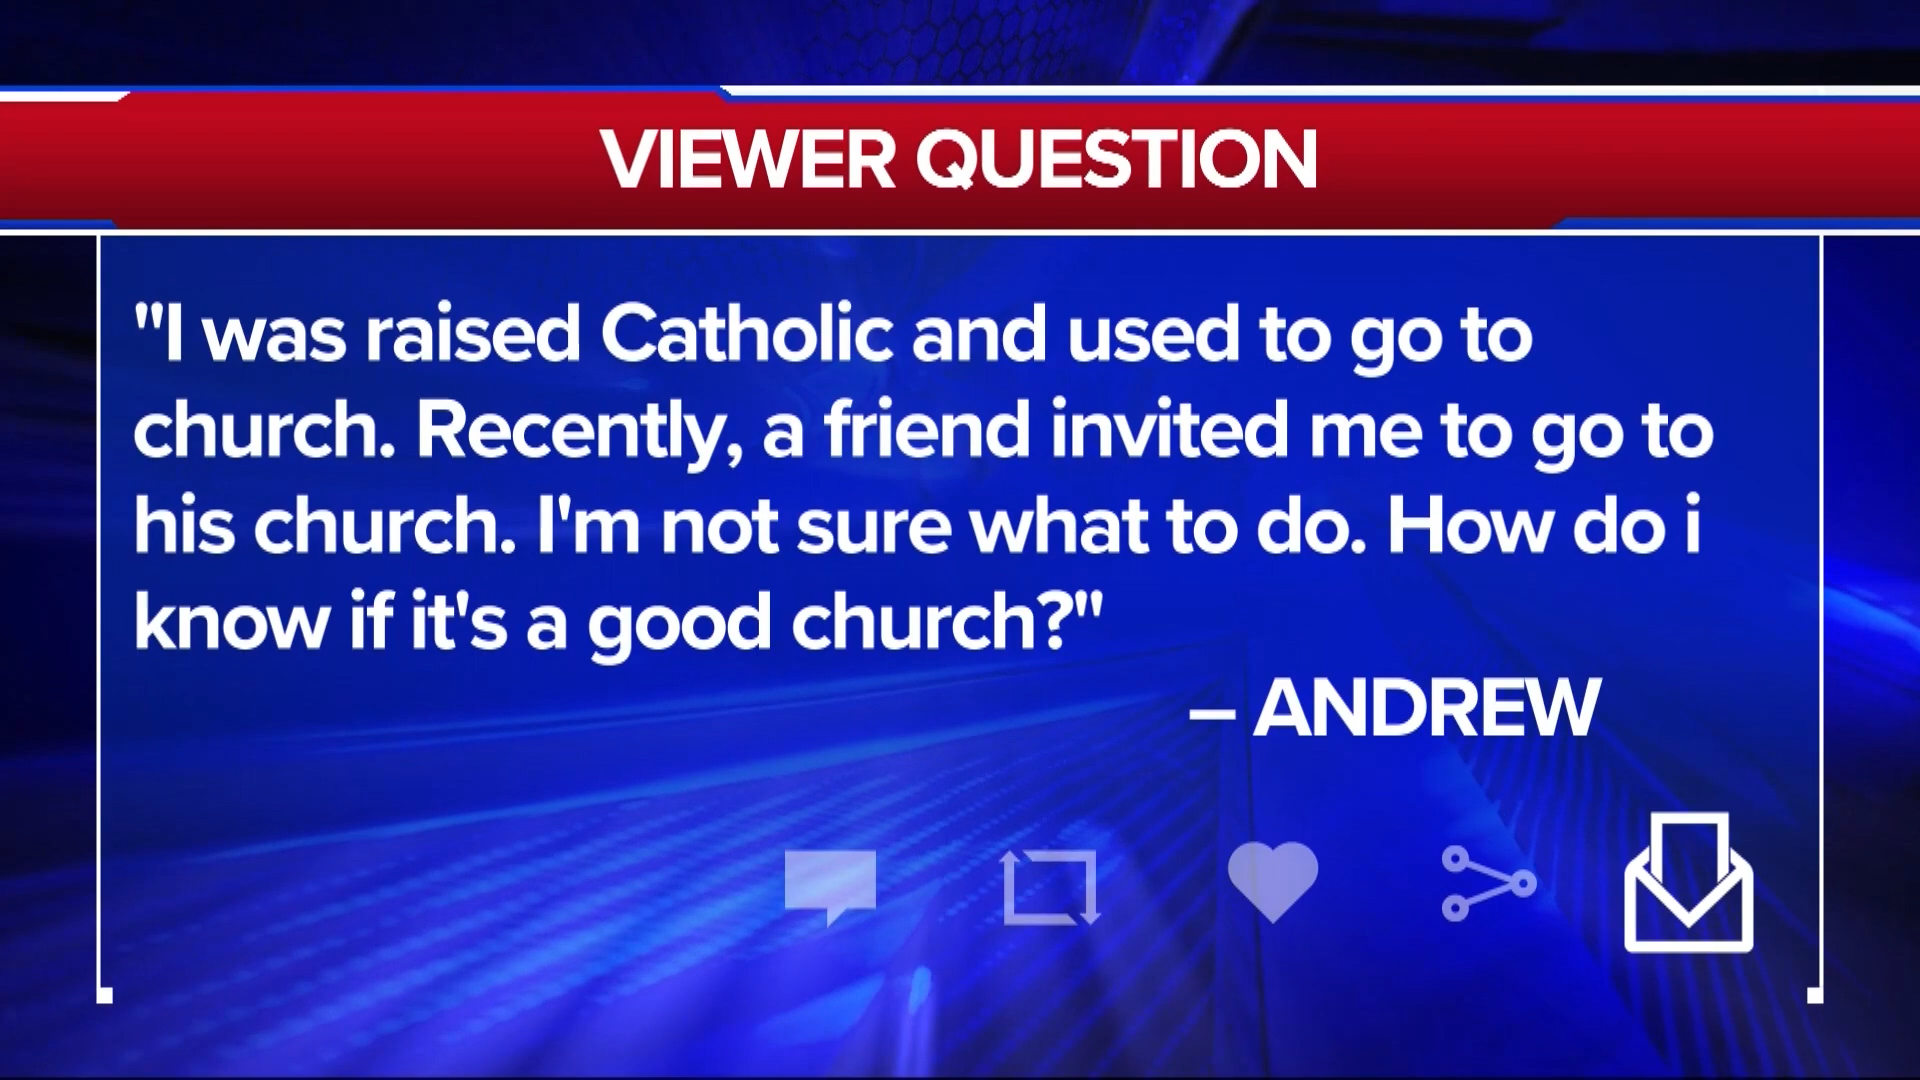 VIEWER QUESTION
"I was raised Catholic and used to go to
church. Recently, a friend invited me to go to
his church. I'm not sure what to do. How do i
know if it's a good church?"
– ANDREW